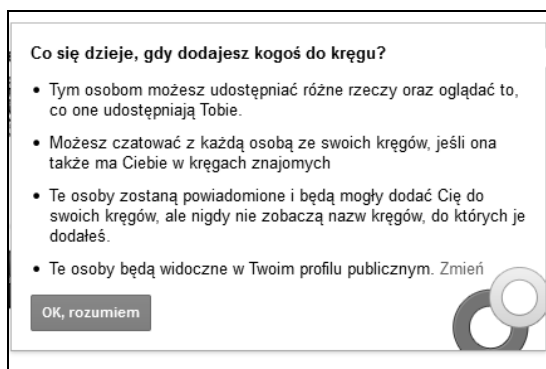 Co się dzieje, gdy dodajesz kogoś do kręgu?
• Tym osobom możesz udostępniać różne rzeczy oraz oglądać to,
co one udostępniają Tobie.
• Możesz czatować z każdą osobą ze swoich kręgów, jeśli ona
także ma Ciebie w kręgach znajomych
• Te osoby zostaną powiadomione i będą mogły dodać Cię do
swoich kręgów, ale nigdy nie zobaczą nazw kręgów, do których je
dodałeś.
• Te osoby będą widoczne w Twoim profilu publicznym. Zmień
OK, rozumiem